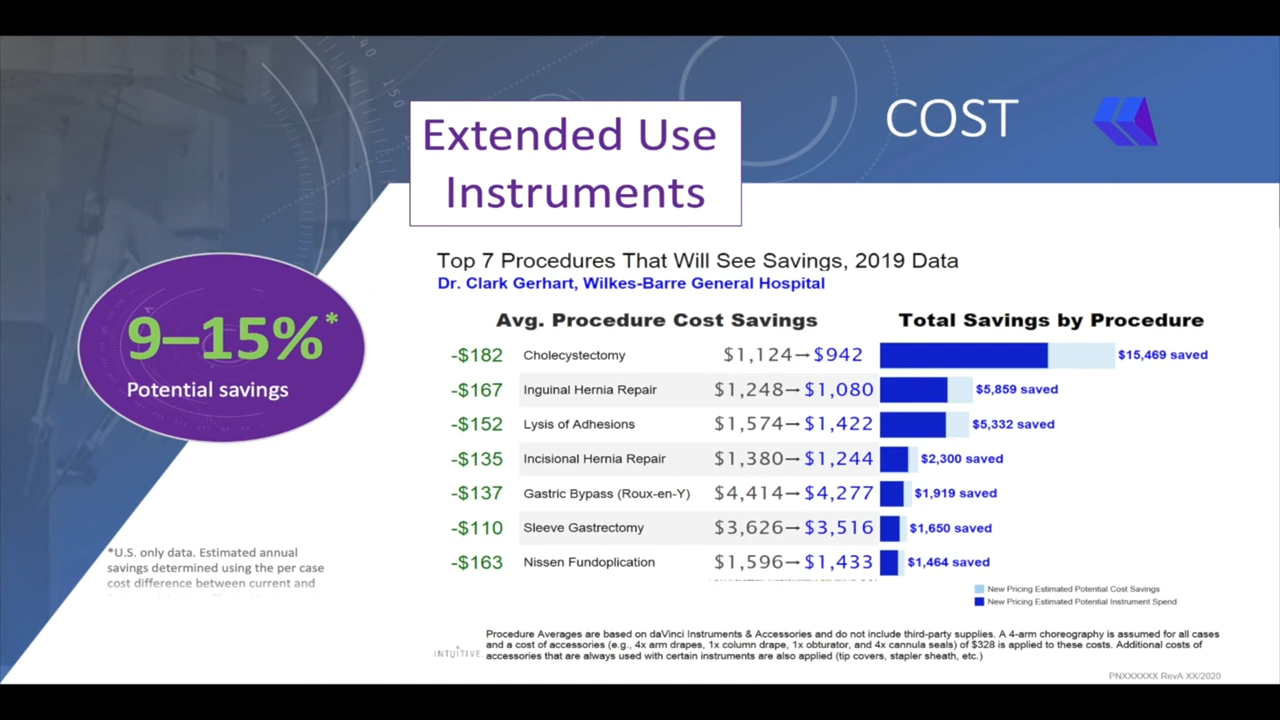 40
150
COST
Extended Use
Instruments
Top 7 Procedures That Will See Savings, 2019 Data
Dr. Clark Gerhart, Wilkes-Barre General Hospital
9–15%*
Potential savings
Avg. Procedure Cost Savings
Total Savings by Procedure
-$182 Cholecystectomy $1,124→$942 $15,469 saved
-$167 Inguinal Hernia Repair $1,248→$1,080 $5,859 saved
-$152 Lysis of Adhesions $1,574→$1,422 $5,332 saved
-$135 Incisional Hernia Repair $1,380→$1,244 $2,300 saved
-$137 Gastric Bypass (Roux-en-Y) $4,414→$4,277 $1,919 saved
-$110 Sleeve Gastrectomy $3,626→$3,516 $1,650 saved
-$163 Nissen Fundoplication $1,596→$1,433 $1,464 saved
*U.S. only data. Estimated annual
savings determined using the per case
cost difference between current and
New Pricing Estimated Potential Cost Savings
New Pricing Estimated Potential Instrument Spend
INTUITIVE
Procedure Averages are based on daVinci Instruments & Accessories and do not include third-party supplies. A 4-arm choreography is assumed for all cases
and a cost of accessories (e.g., 4x arm drapes, 1x column drape, 1x obturator, and 4x cannula seals) of $328 is applied to these costs. Additional costs of
accessories that are always used with certain instruments are also applied (tip covers, stapler sheath, etc.)
PNXXXXXX RevA XX/2020